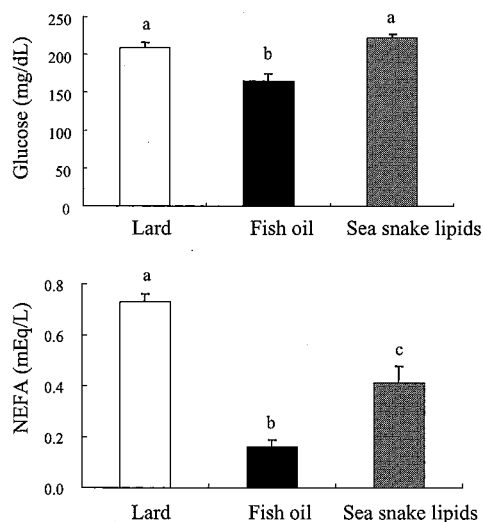 250
200
150
100
50
0
Glucose (mg/dL)
a
b
a
Lard Fish oil Sea snake lipids
0.8
0.6
0.4
0.2
0.0
NEFA (mEq/L)
a
b
c
Lard Fish oil Sea snake lipids